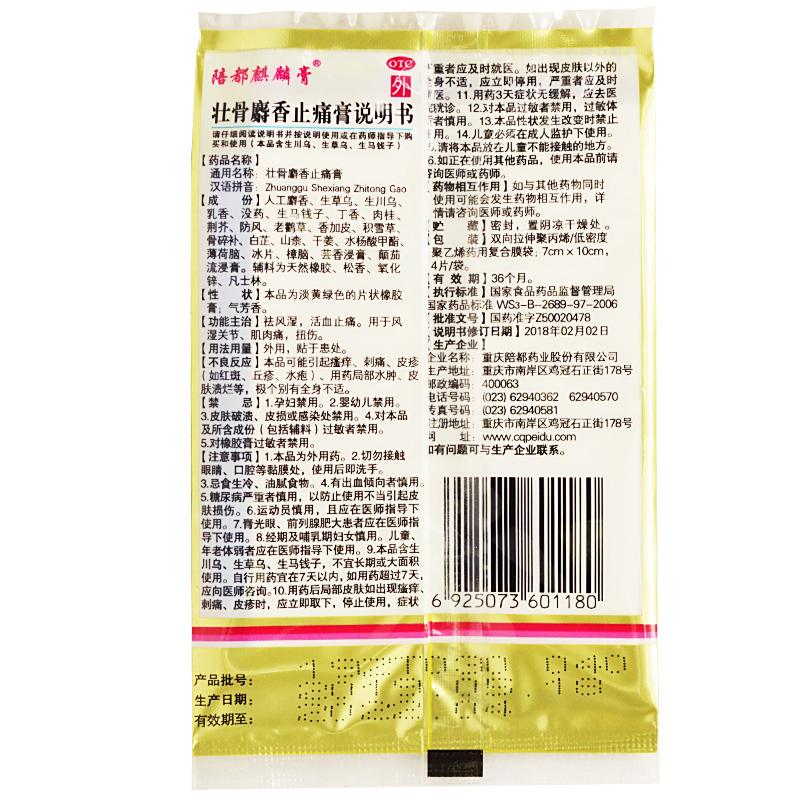 陪都麒麟膏®
OTC
外
壮骨麝香止痛膏说明书
请仔细阅读说明书并按说明使用或在药师指导下购
买和使用(本品含生川乌、生草乌、生马钱子)
【药品名称】
通用名称:壮骨麝香止痛膏
汉语拼音:Zhuanggu Shexiang Zhitong Gao
【成 份】人工麝香、生草乌、生川乌、
乳香、没药、生马钱子、丁香、肉桂、
荆芥、防风、老鹳草、香加皮、积雪草、
骨碎补、白芷、山柰、干姜、水杨酸甲酯、
薄荷脑、冰片、樟脑、芸香浸膏、颠茄
流浸膏。辅料为天然橡胶、松香、氧化
锌、凡士林。
【性 状】本品为淡黄绿色的片状橡胶
膏;气芳香。
【功能主治】祛风湿,活血止痛。用于风
湿关节、肌肉痛,扭伤。
【用法用量】外用,贴于患处。
【不良反应】本品可能引起瘙痒、刺痛、皮疹
(如红斑、丘疹、水疱)、用药局部水肿、皮
肤溃烂等,极个别有全身不适。
【禁 忌】1.孕妇禁用。2.婴幼儿禁用。
3.皮肤破溃、皮损或感染处禁用。4.对本品
及所含成份(包括辅料)过敏者禁用。
5.对橡胶膏过敏者禁用。
【注意事项】1.本品为外用药。2.切勿接触
眼睛、口腔等黏膜处,使用后即洗手。
3.忌食生冷、油腻食物。4.有出血倾向者慎用。
5.糖尿病严重者慎用,以防止使用不当引起皮
肤损伤。6.运动员慎用,且应在医师指导下
使用。7.青光眼、前列腺肥大患者应在医师指
导下使用。8.经期及哺乳期妇女慎用。儿童、
年老体弱者应在医师指导下使用。9.本品含生
川乌、生草乌、生马钱子,不宜长期或大面积
使用。自行用药宜在7天以内,如用药超过7天,
应向医师咨询。10.用药后局部皮肤如出现瘙痒、
刺痛、皮疹时,应立即取下,停止使用,症状
严重者应及时就医。如出现皮肤以外的
全身不适,应立即停用,严重者应及时
就医。11.用药3天症状无缓解,应去医
院就诊。12.对本品过敏者禁用,过敏体
质者慎用。13.本品性状发生改变时禁止
使用。14.儿童必须在成人监护下使用。
15.请将本品放在儿童不能接触的地方。
16.如正在使用其他药品,使用本品前请
咨询医师或药师。
【药物相互作用】如与其他药物同时
使用可能会发生药物相互作用,详
情请咨询医师或药师。
【贮 藏】密封,置阴凉干燥处。
【包 装】双向拉伸聚丙烯/低密度
聚乙烯药用复合膜袋;7cm×10cm,
4片/袋。
【有 效 期】36个月。
【执行标准】国家食品药品监督管理局
国家药品标准 WS3-B-2689-97-2006
【批准文号】国药准字Z50020478
【说明书修订日期】2018年02月02日
【生产企业】
企业名称:重庆陪都药业股份有限公司
生产地址:重庆市南岸区鸡冠石正街178号
邮政编码:400063
电话号码:(023) 62940362 62940570
传真号码:(023) 62940581
注册地址:重庆市南岸区鸡冠石正街178号
网 址:www.cqpeidu.com
如有问题可与生产企业联系。
6 925073 601180
产品批号:
生产日期:
有效期至: